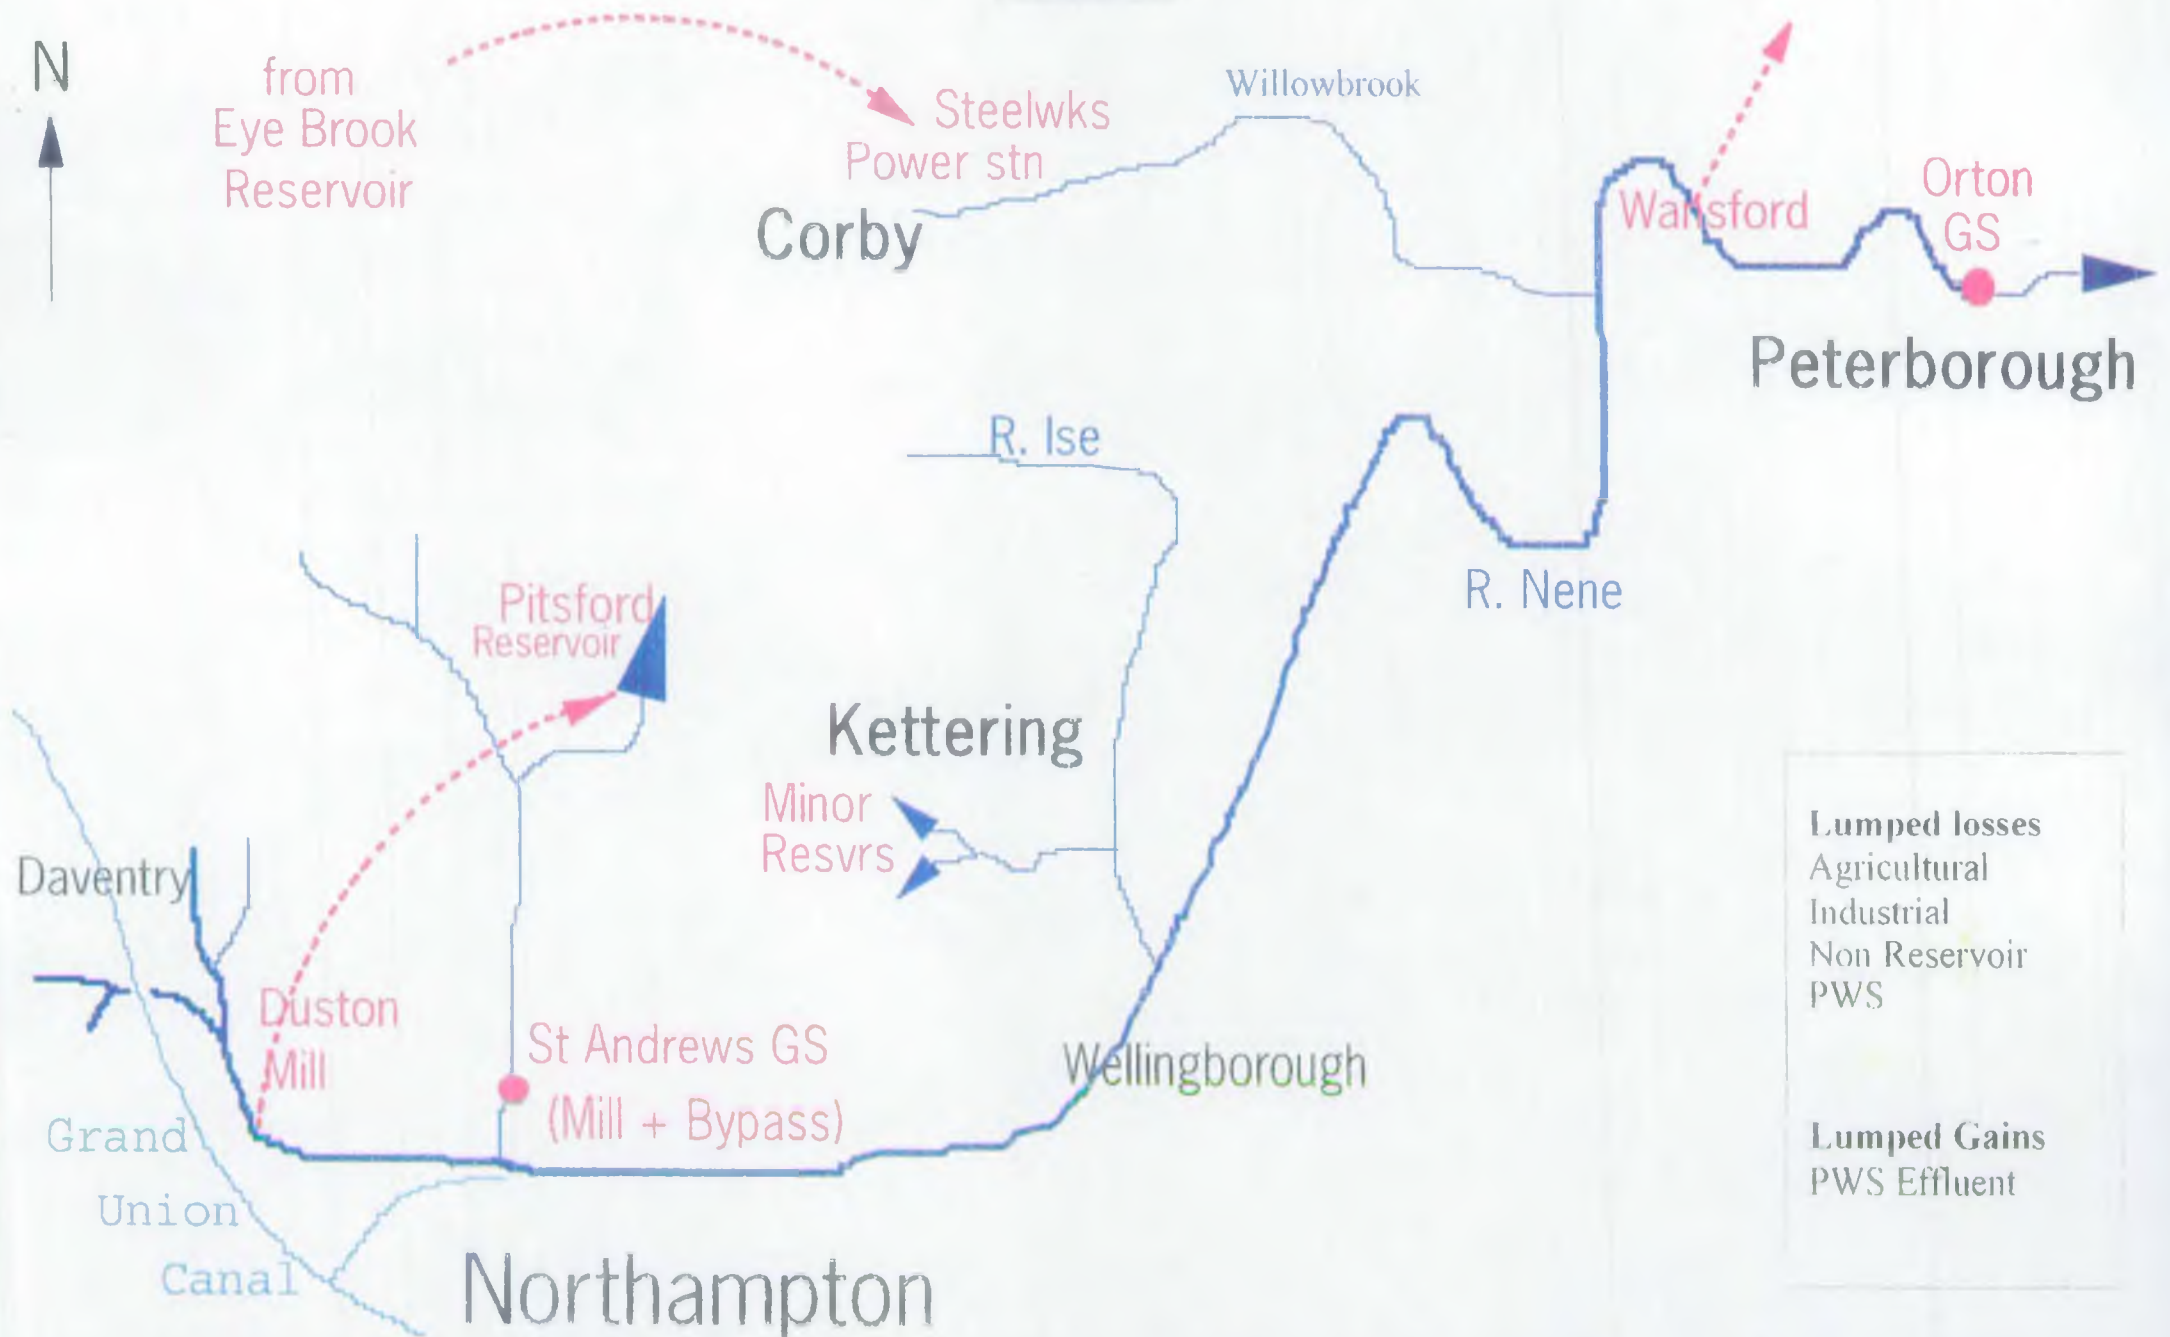 N
from
Eye Brook
Reservoir
Steelwks
Power stn
Corby
Willowbrook
Wansford
Orton
GS
Peterborough
R. Ise
R. Nene
Pitsford
Reservoir
Kettering
Minor
Resvrs
Daventry
Duston
Mill
St Andrews GS
(Mill + Bypass)
Wellingborough
Grand
Union
Canal
Northampton
Lumped losses
Agricultural
Industrial
Non Reservoir
PWS
Lumped Gains
PWS Effluent